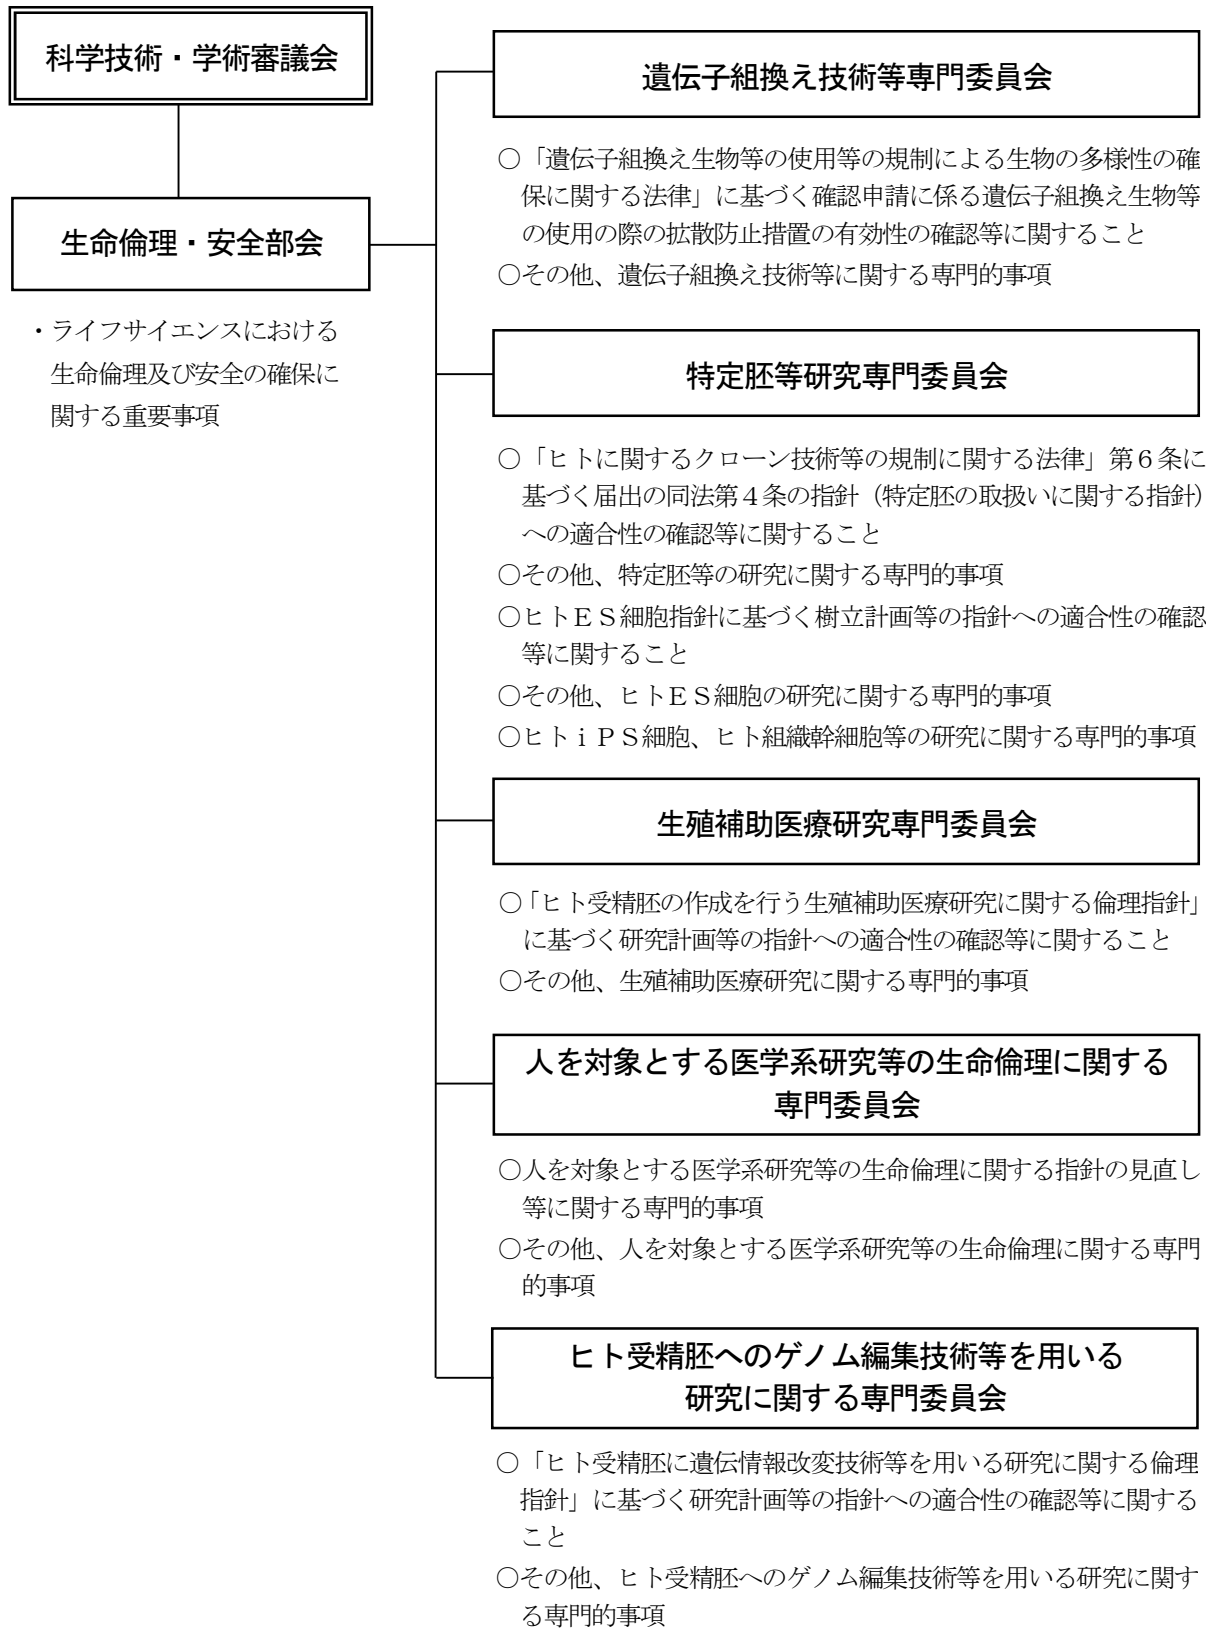 科学技術・学術審議会
生命倫理・安全部会
・ライフサイエンスにおける
生命倫理及び安全の確保に
関する重要事項
遺伝子組換え技術等専門委員会
○「遺伝子組換え生物等の使用等の規制による生物の多様性の確
保に関する法律」に基づく確認申請に係る遺伝子組換え生物等
の使用の際の拡散防止措置の有効性の確認等に関すること
○その他、遺伝子組換え技術等に関する専門的事項
特定胚等研究専門委員会
○「ヒトに関するクローン技術等の規制に関する法律」第6条に
基づく届出の同法第4条の指針（特定胚の取扱いに関する指針）
への適合性の確認等に関すること
○その他、特定胚等の研究に関する専門的事項
○ヒトES細胞指針に基づく樹立計画等の指針への適合性の確認
等に関すること
○その他、ヒトES細胞の研究に関する専門的事項
○ヒトiPS細胞、ヒト組織幹細胞等の研究に関する専門的事項
生殖補助医療研究専門委員会
○「ヒト受精胚の作成を行う生殖補助医療研究に関する倫理指針」
に基づく研究計画等の指針への適合性の確認等に関すること
○その他、生殖補助医療研究に関する専門的事項
人を対象とする医学系研究等の生命倫理に関する
専門委員会
○人を対象とする医学系研究等の生命倫理に関する指針の見直し
等に関する専門的事項
○その他、人を対象とする医学系研究等の生命倫理に関する専門
的事項
ヒト受精胚へのゲノム編集技術等を用いる
研究に関する専門委員会
○「ヒト受精胚に遺伝情報改変技術等を用いる研究に関する倫理
指針」に基づく研究計画等の指針への適合性の確認等に関する
こと
○その他、ヒト受精胚へのゲノム編集技術等を用いる研究に関す
る専門的事項